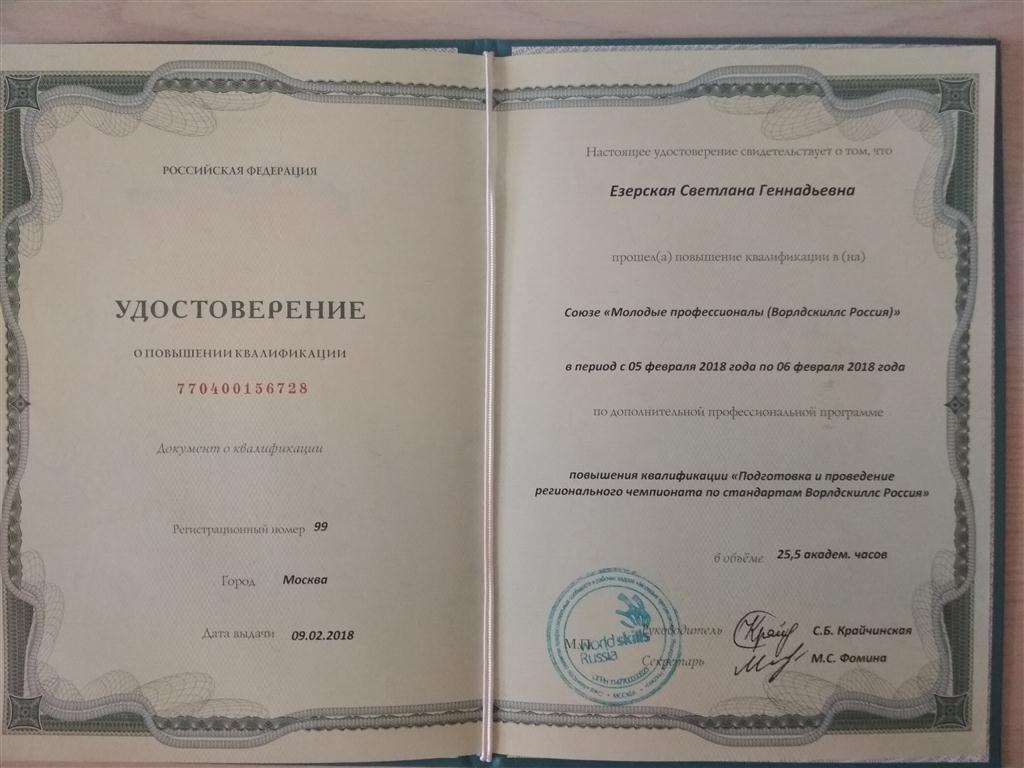 РОССИЙСКАЯ ФЕДЕРАЦИЯ
УДОСТОВЕРЕНИЕ
О ПОВЫШЕНИИ КВАЛИФИКАЦИИ
770400156728
Документ о квалификации
Регистрационный номер 99
Город Москва
Дата выдачи 09.02.2018
Настоящее удостоверение свидетельствует о том, что
Езерская Светлана Геннадьевна
прошел(а) повышение квалификации в (на)
Союзе «Молодые профессионалы (Ворлдскиллс Россия)»
в период с 05 февраля 2018 года по 06 февраля 2018 года
по дополнительной профессиональной программе
повышения квалификации «Подготовка и проведение
регионального чемпионата по стандартам Ворлдскиллс Россия»
в объёме 25,5 академ. часов
М.П.
Руководитель С.Б. Крайчинская
Секретарь М.С. Фомина
world skills
Russia